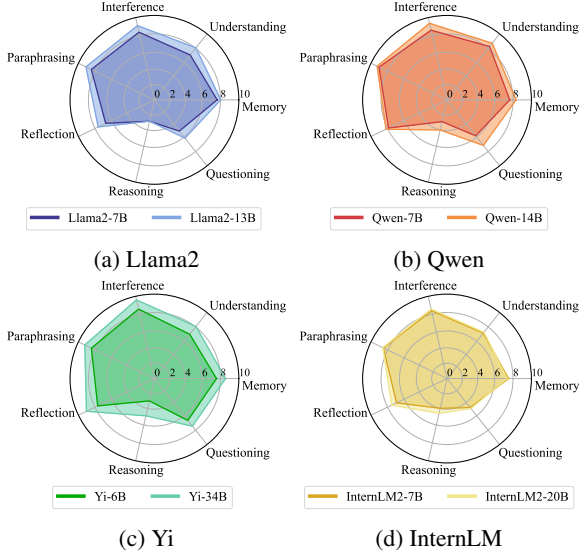 Interference
Understanding
Paraphrasing
0 2 4 6 8 10
Memory
Reflection
Reasoning
Questioning
Llama2-7B Llama2-13B
(a) Llama2
Interference
Understanding
Paraphrasing
0 2 4 6 8 10
Memory
Reflection
Reasoning
Questioning
Qwen-7B Qwen-14B
(b) Qwen
Interference
Understanding
Paraphrasing
0 2 4 6 8 10
Memory
Reflection
Reasoning
Questioning
Yi-6B Yi-34B
(c) Yi
Interference
Understanding
Paraphrasing
0 2 4 6 8 10
Memory
Reflection
Reasoning
Questioning
InternLM2-7B InternLM2-20B
(d) InternLM